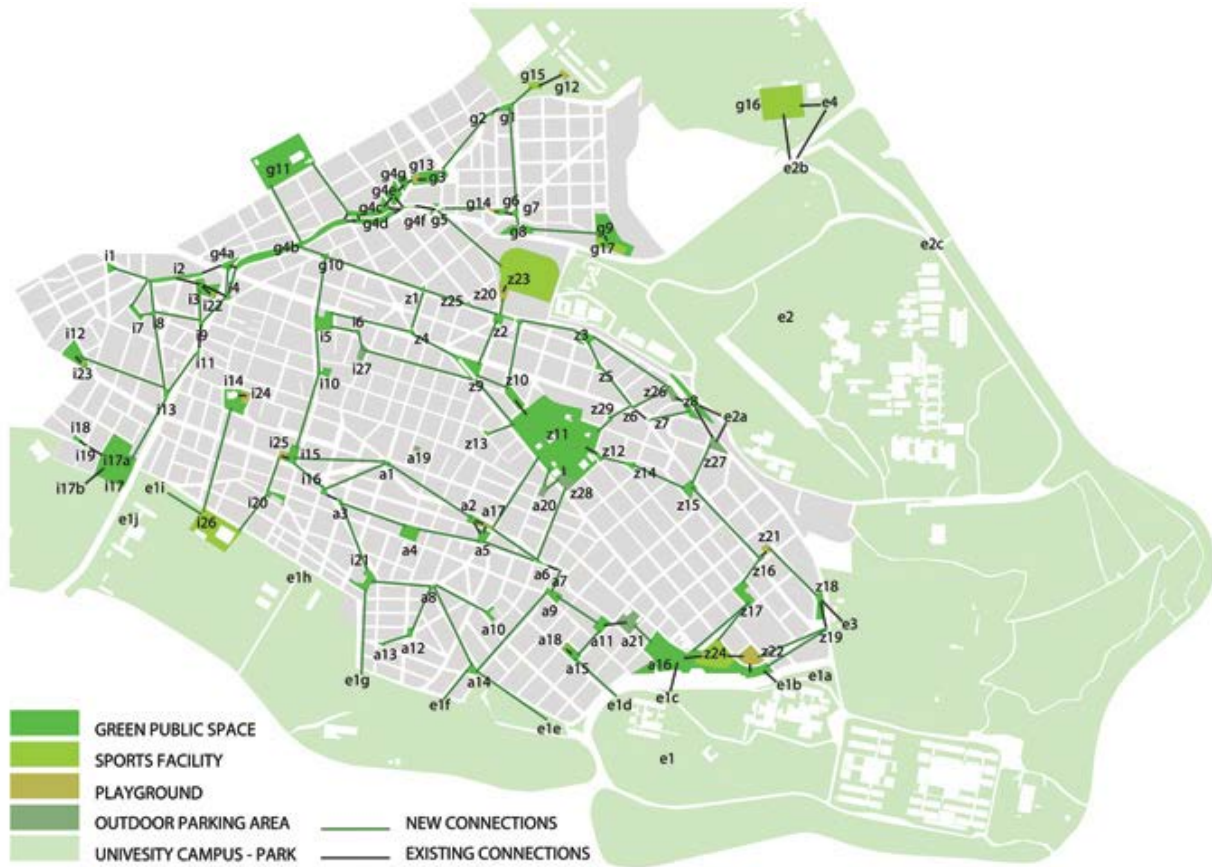 g15
g12
g2
g1
g16
e4
e2b
g11
g4g
g13
g3
g4e
g4c
g4d
g4f
g5
g14
g6
g7
g8
g9
g17
e2c
i1
i2
g4a
g4b
g10
i3
i4
i22
z23
z20
z1
z25
e2
i7
i8
i9
i5
i6
z4
z2
z3
i12
i23
i11
i27
z9
z10
z5
i10
i13
i14
i24
z26
z8
z29
z6
z7
e2a
i18
i19
i17a
i17
i17b
i25
i15
a19
z13
z11
z12
z27
a1
z14
i16
i20
z28
a20
z15
e1i
e1j
i26
a3
a2
a17
a4
a5
z21
z16
e1h
i21
a6
a7
z18
z17
a8
a9
e3
z19
a10
a11
a21
a13
a12
a18
a15
a16
z24
z22
e1g
a14
e1a
e1b
e1c
e1f
e1d
e1e
e1
GREEN PUBLIC SPACE
SPORTS FACILITY
PLAYGROUND
OUTDOOR PARKING AREA
NEW CONNECTIONS
UNIVESITY CAMPUS - PARK
EXISTING CONNECTIONS